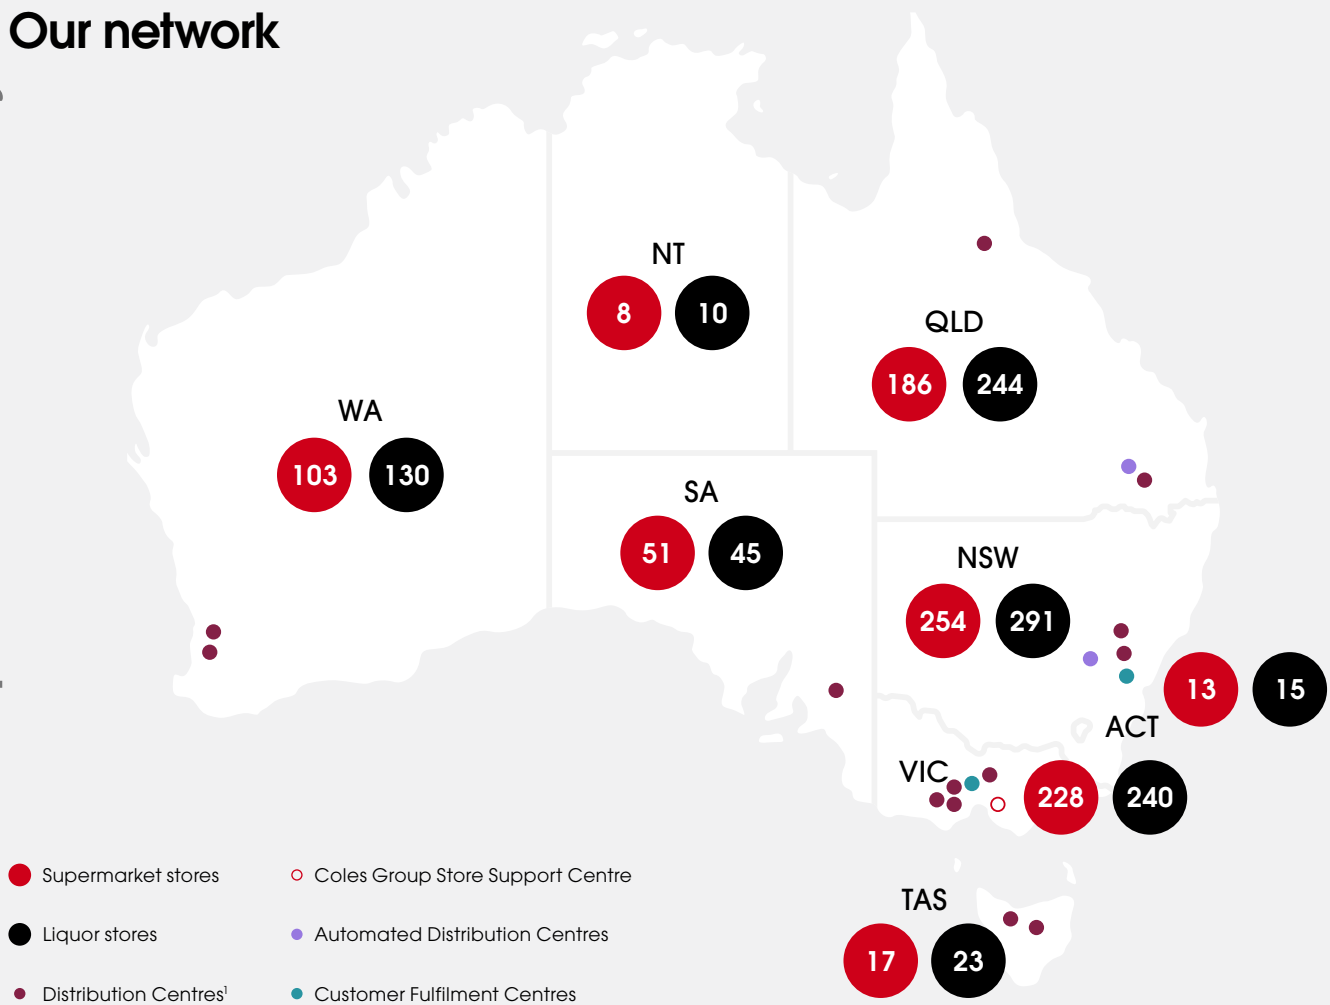 Our network
NT
8 10
QLD
186 244
WA
103 130
SA
51 45
NSW
254 291
13 15
ACT
VIC
228 240
TAS
17 23
Supermarket stores
Coles Group Store Support Centre
Liquor stores
Automated Distribution Centres
Distribution Centres¹
Customer Fulfilment Centres